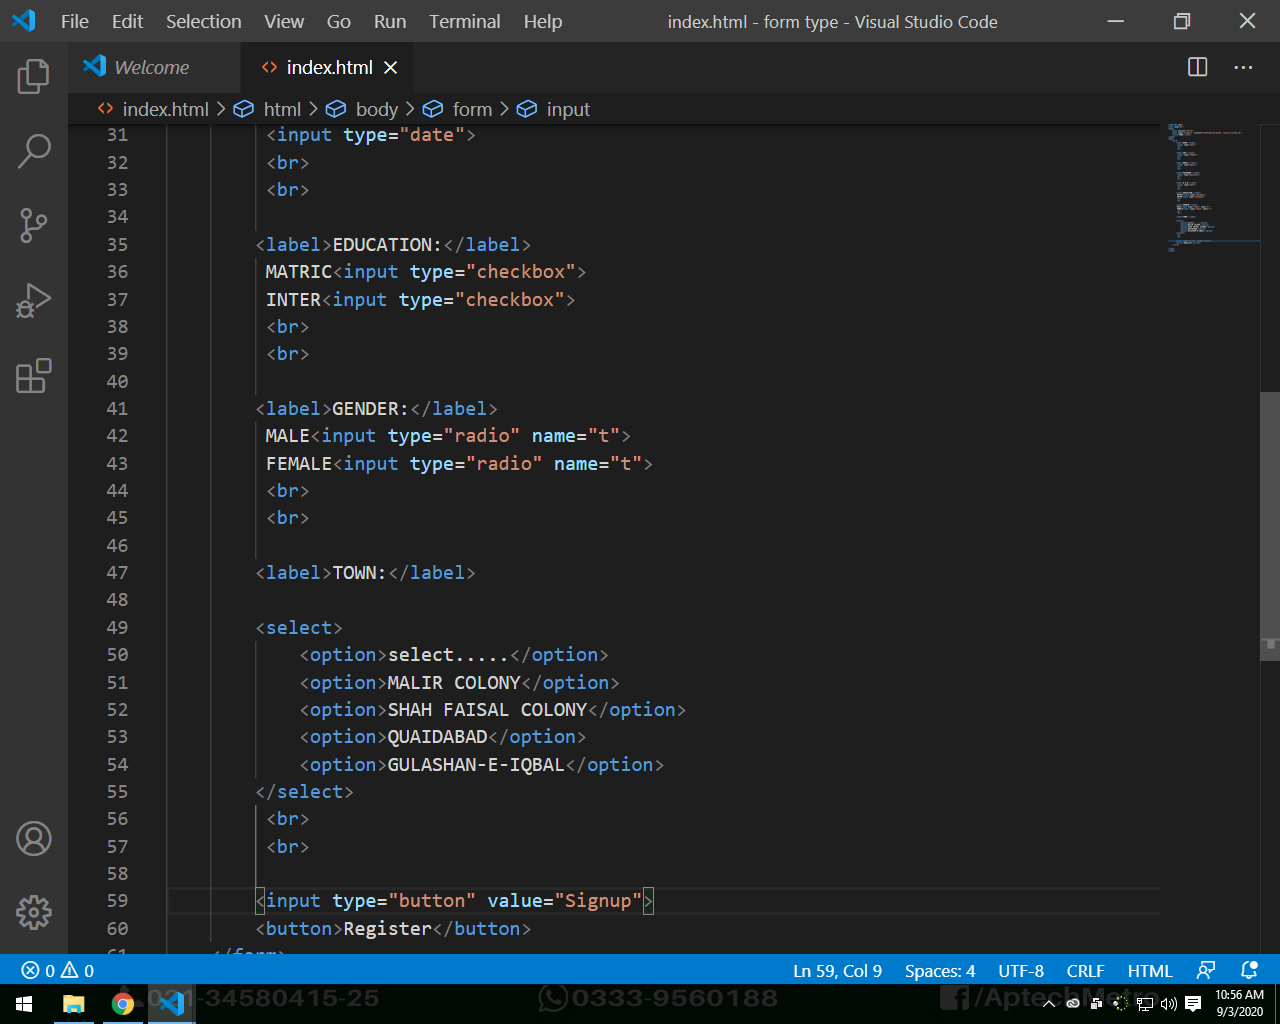 File Edit Selection View Go Run Terminal Help index.html - form type - Visual Studio Code
Welcome index.html
index.html > html > body > form > input
31 <input type="date">
32 <br>
33 <br>
34
35 <label>EDUCATION:</label>
36 MATRIC<input type="checkbox">
37 INTER<input type="checkbox">
38 <br>
39 <br>
40
41 <label>GENDER:</label>
42 MALE<input type="radio" name="t">
43 FEMALE<input type="radio" name="t">
44 <br>
45 <br>
46
47 <label>TOWN:</label>
48
49 <select>
50 <option>select.....</option>
51 <option>MALIR COLONY</option>
52 <option>SHAH FAISAL COLONY</option>
53 <option>QUAIDABAD</option>
54 <option>GULASHAN-E-IQBAL</option>
55 </select>
56 <br>
57 <br>
58
59 <input type="button" value="Signup">
60 <button>Register</button>
61 </form>
0 0 Ln 59, Col 9 Spaces: 4 UTF-8 CRLF HTML
021-34580415-25 0333-9560188 /AptechMetro
10:56 AM
9/3/2020